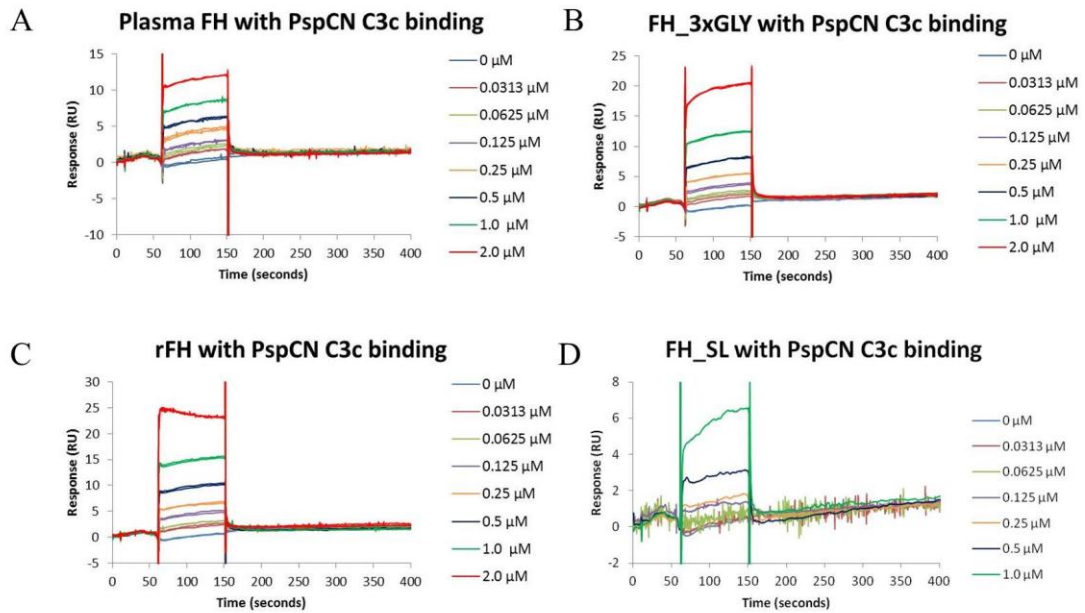 A
Plasma FH with PspCN C3c binding
Response (RU)
15
10
5
0
-5
-10
0 50 100 150 200 250 300 350 400
Time (seconds)
0 µM
0.0313 µM
0.0625 µM
0.125 µM
0.25 µM
0.5 µM
1.0 µM
2.0 µM
B
FH_3xGLY with PspCN C3c binding
Response (RU)
25
20
15
10
5
0
-5
0 50 100 150 200 250 300 350 400
Time (seconds)
0 µM
0.0313 µM
0.0625 µM
0.125 µM
0.25 µM
0.5 µM
1.0 µM
2.0 µM
C
rFH with PspCN C3c binding
Response (RU)
30
25
20
15
10
5
0
-5
0 50 100 150 200 250 300 350 400
Time (seconds)
0 µM
0.0313 µM
0.0625 µM
0.125 µM
0.25 µM
0.5 µM
1.0 µM
2.0 µM
D
FH_SL with PspCN C3c binding
Response (RU)
8
6
4
2
0
-2
0 50 100 150 200 250 300 350 400
Time (seconds)
0 µM
0.0313 µM
0.0625 µM
0.125 µM
0.25 µM
0.5 µM
1.0 µM